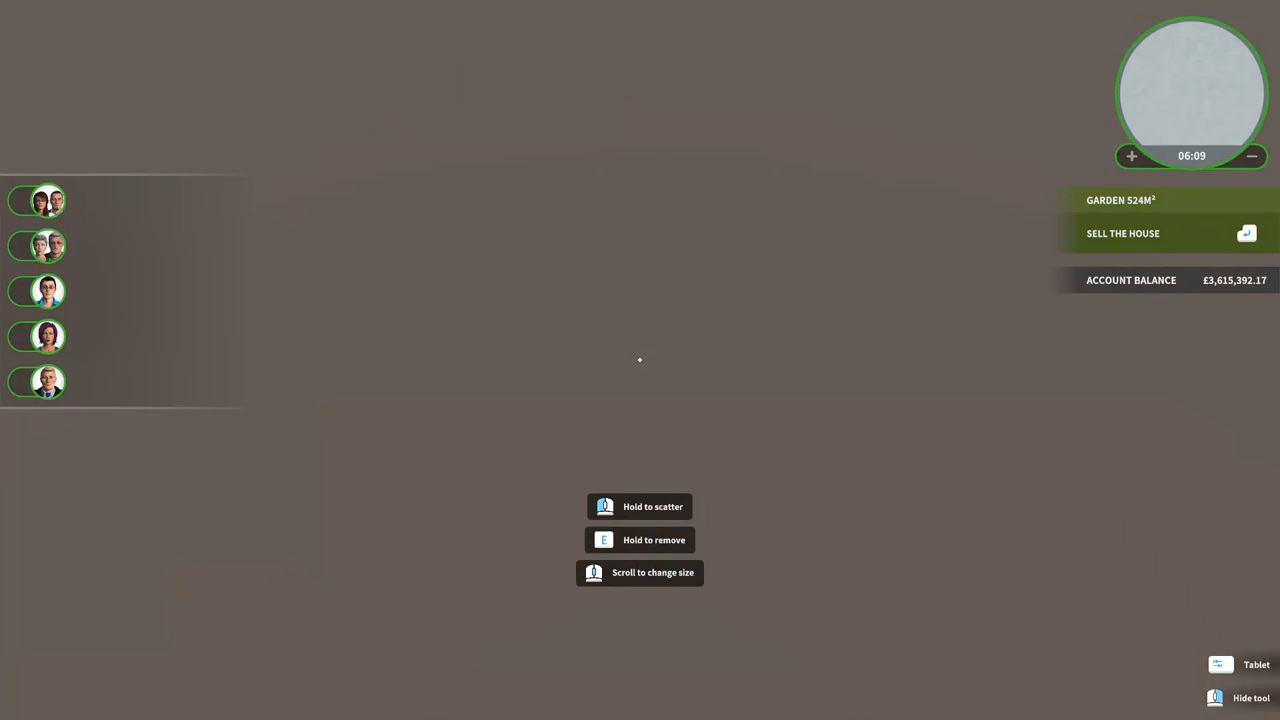 06:09
GARDEN 524M²
SELL THE HOUSE
ACCOUNT BALANCE £3,615,392.17
Hold to scatter
E Hold to remove
Scroll to change size
Tablet
Hide tool